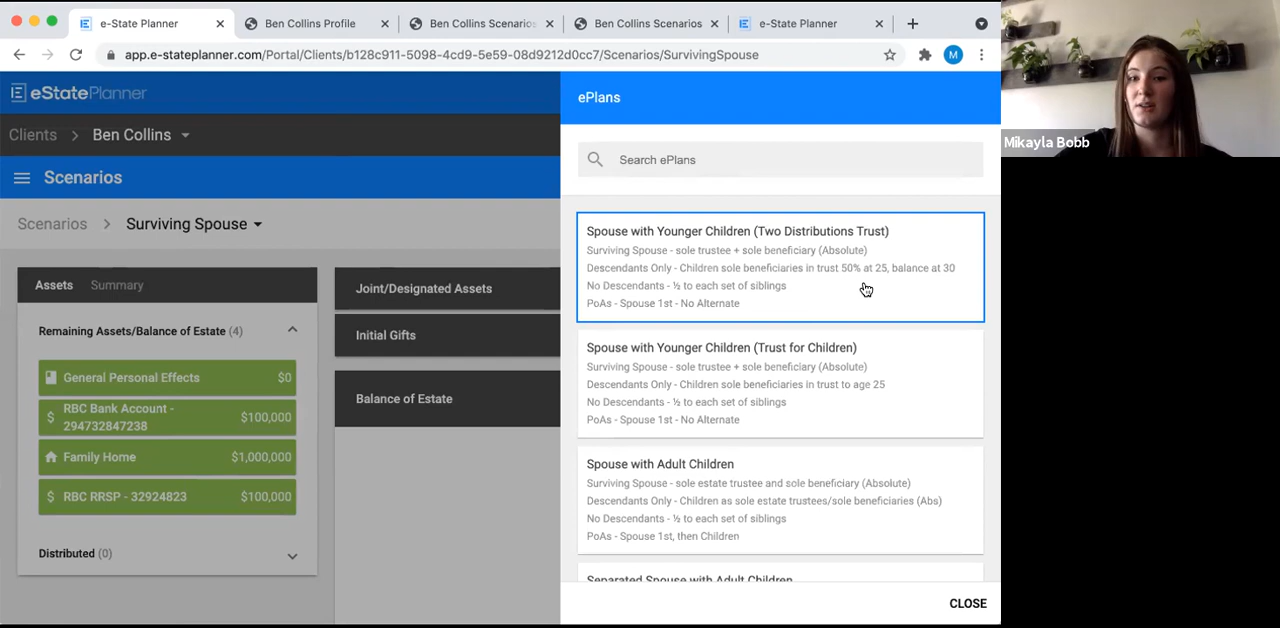 e-State Planner
Ben Collins Profile
Ben Collins Scenarios
Ben Collins Scenarios
e-State Planner
app.e-stateplanner.com/Portal/Clients/b128c911-5098-4cd9-5e59-08d9212d0cc7/Scenarios/SurvivingSpouse
M
eStatePlanner
Clients > Ben Collins
Scenarios
Scenarios > Surviving Spouse
Assets Summary
Remaining Assets/Balance of Estate (4)
General Personal Effects $0
RBC Bank Account -
294732847238 $100,000
Family Home $1,000,000
RBC RRSP - 32924823 $100,000
Distributed (0)
Joint/Designated Assets
Initial Gifts
Balance of Estate
ePlans
Search ePlans
Spouse with Younger Children (Two Distributions Trust)
Surviving Spouse - sole trustee + sole beneficiary (Absolute)
Descendants Only - Children sole beneficiaries in trust 50% at 25, balance at 30
No Descendants - ½ to each set of siblings
PoAs - Spouse 1st - No Alternate
Spouse with Younger Children (Trust for Children)
Surviving Spouse - sole trustee + sole beneficiary (Absolute)
Descendants Only - Children sole beneficiaries in trust to age 25
No Descendants - ½ to each set of siblings
PoAs - Spouse 1st - No Alternate
Spouse with Adult Children
Surviving Spouse - sole estate trustee and sole beneficiary (Absolute)
Descendants Only - Children as sole estate trustees/sole beneficiaries (Abs)
No Descendants - ½ to each set of siblings
PoAs - Spouse 1st, then Children
Separated Spouse with Adult Children
CLOSE
Mikayla Bobb